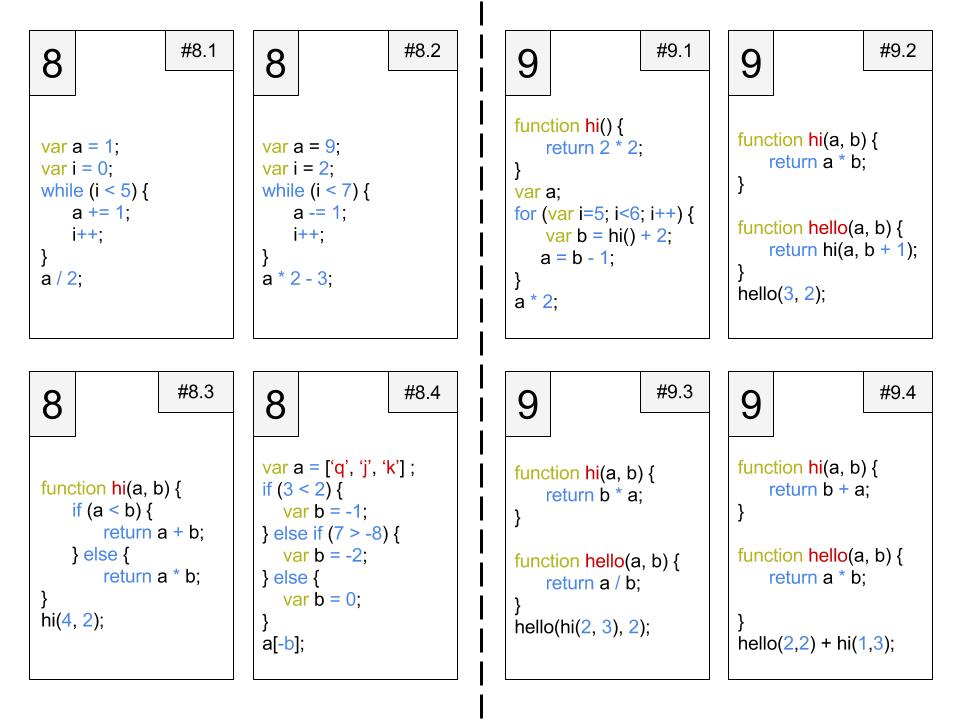 8
#8.1
var a = 1;
var i = 0;
while (i < 5) {
a += 1;
i++;
}
a / 2;
8
#8.2
var a = 9;
var i = 2;
while (i < 7) {
a -= 1;
i++;
}
a * 2 - 3;
9
#9.1
function hi() {
return 2 * 2;
}
var a;
for (var i=5; i<6; i++) {
var b = hi() + 2;
a = b - 1;
}
a * 2;
9
#9.2
function hi(a, b) {
return a * b;
}
function hello(a, b) {
return hi(a, b + 1);
}
hello(3, 2);
8
#8.3
function hi(a, b) {
if (a < b) {
return a + b;
} else {
return a * b;
}
hi(4, 2);
8
#8.4
var a = [‘q’, ‘j’, ‘k’] ;
if (3 < 2) {
var b = -1;
} else if (7 > -8) {
var b = -2;
} else {
var b = 0;
}
a[-b];
9
#9.3
function hi(a, b) {
return b * a;
}
function hello(a, b) {
return a / b;
}
hello(hi(2, 3), 2);
9
#9.4
function hi(a, b) {
return b + a;
}
function hello(a, b) {
return a * b;
}
hello(2,2) + hi(1,3);